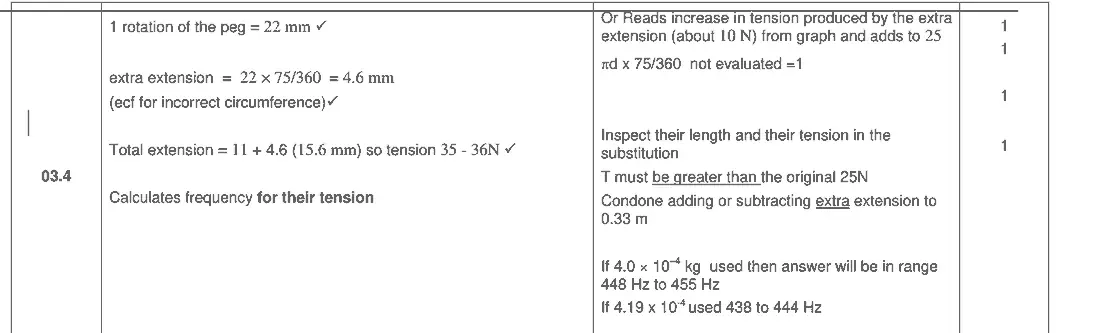 1 rotation of the peg = 22 mm ✓
extra extension = 22 × 75/360 = 4.6 mm
(ecf for incorrect circumference)✓
Total extension = 11 + 4.6 (15.6 mm) so tension 35 - 36N ✓
03.4
Calculates frequency for their tension
Or Reads increase in tension produced by the extra
extension (about 10 N) from graph and adds to 25
πd x 75/360 not evaluated =1
Inspect their length and their tension in the
substitution
T must be greater than the original 25N
Condone adding or subtracting extra extension to
0.33 m
If 4.0 × 10⁻⁴ kg used then answer will be in range
448 Hz to 455 Hz
If 4.19 x 10⁻⁴ used 438 to 444 Hz
1
1
1
1